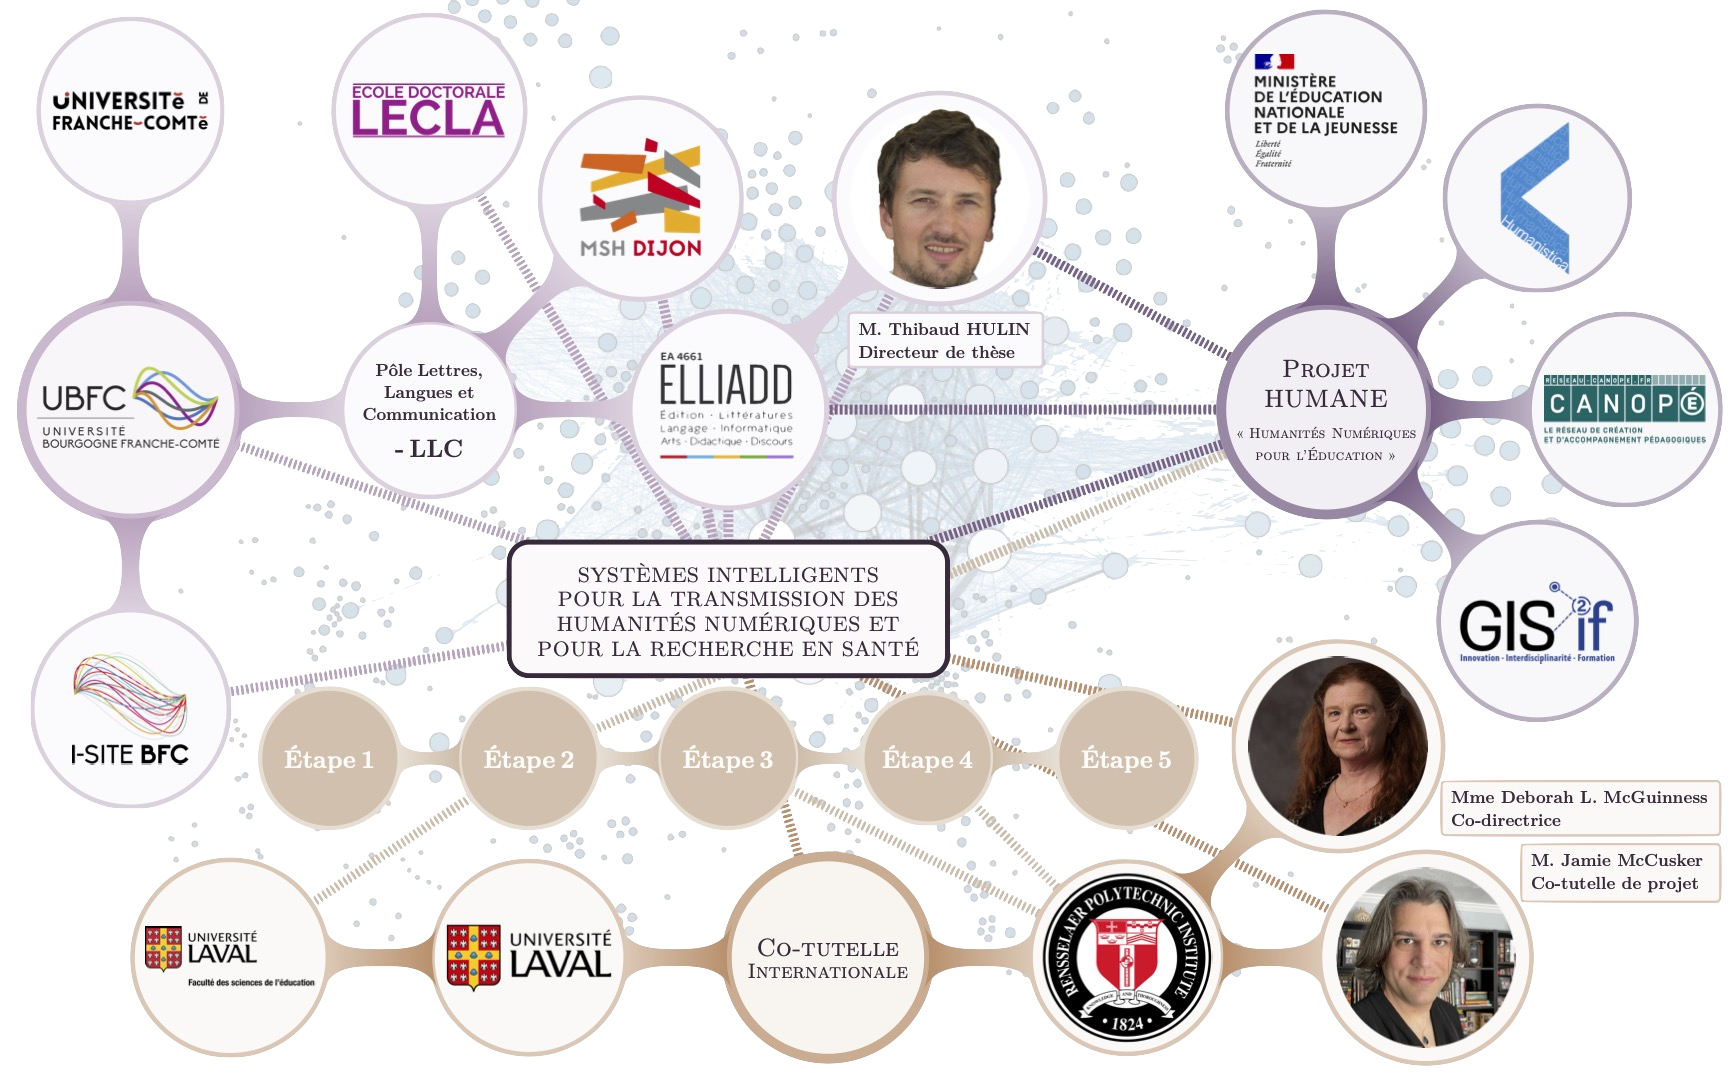 UNIVERSITé DE
FRANCHE-COMTé
ECOLE DOCTORALE
LECLA
MSH DIJON
M. Thibaud HULIN
Directeur de thèse
MINISTÈRE
DE L'ÉDUCATION
NATIONALE
ET DE LA JEUNESSE
Liberté
Égalité
Fraternité
Humanistica
UBFC
UNIVERSITÉ
BOURGOGNE FRANCHE-COMTÉ
Pôle Lettres,
Langues et
Communication
- LLC
EA 4661
ELLIADD
Édition · Littératures
Langage · Informatique
Arts · Didactique · Discours
Projet
HUMANE
« Humanités Numériques
pour l'Éducation »
RESEAU-CANOPE.FR
CANOPÉ
LE RÉSEAU DE CRÉATION
ET D'ACCOMPAGNEMENT PÉDAGOGIQUES
SYSTÈMES INTELLIGENTS
POUR LA TRANSMISSION DES
HUMANITÉS NUMÉRIQUES ET
POUR LA RECHERCHE EN SANTÉ
GIS 2if
Innovation - Interdisciplinarité - Formation
I-SITE BFC
Étape 1
Étape 2
Étape 3
Étape 4
Étape 5
Mme Deborah L. McGuinness
Co-directrice
M. Jamie McCusker
Co-tutelle de projet
UNIVERSITÉ
LAVAL
Faculté des sciences de l'éducation
UNIVERSITÉ
LAVAL
Co-tutelle
Internationale
RENSSELAER POLYTECHNIC INSTITUTE
KNOWLEDGE AND THOROUGHNESS
· 1824 ·